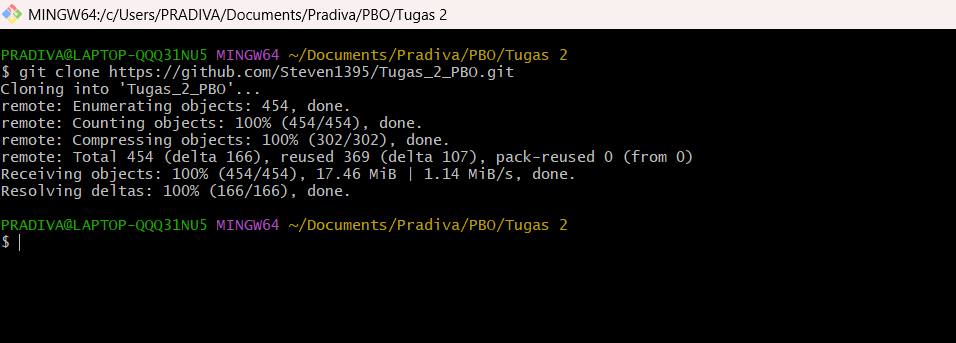 MINGW64:/c/Users/PRADIVA/Documents/Pradiva/PBO/Tugas 2
PRADIVA@LAPTOP-QQQ31NU5 MINGW64 ~/Documents/Pradiva/PBO/Tugas 2
$ git clone https://github.com/Steven1395/Tugas_2_PBO.git
Cloning into 'Tugas_2_PBO'...
remote: Enumerating objects: 454, done.
remote: Counting objects: 100% (454/454), done.
remote: Compressing objects: 100% (302/302), done.
remote: Total 454 (delta 166), reused 369 (delta 107), pack-reused 0 (from 0)
Receiving objects: 100% (454/454), 17.46 MiB | 1.14 MiB/s, done.
Resolving deltas: 100% (166/166), done.
PRADIVA@LAPTOP-QQQ31NU5 MINGW64 ~/Documents/Pradiva/PBO/Tugas 2
$